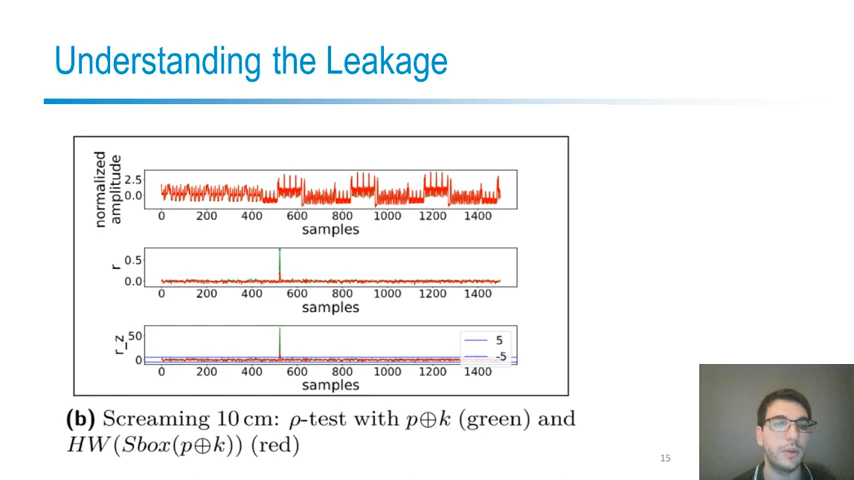 Understanding the Leakage
normalized
amplitude
2.5
0.0
0 200 400 600 800 1000 1200 1400
samples
r
0.5
0.0
0 200 400 600 800 1000 1200 1400
samples
r_z
50
0
5
-5
0 200 400 600 800 1000 1200 1400
samples
(b) Screaming 10 cm: ρ-test with p⊕k (green) and
HW(Sbox(p⊕k)) (red)
15